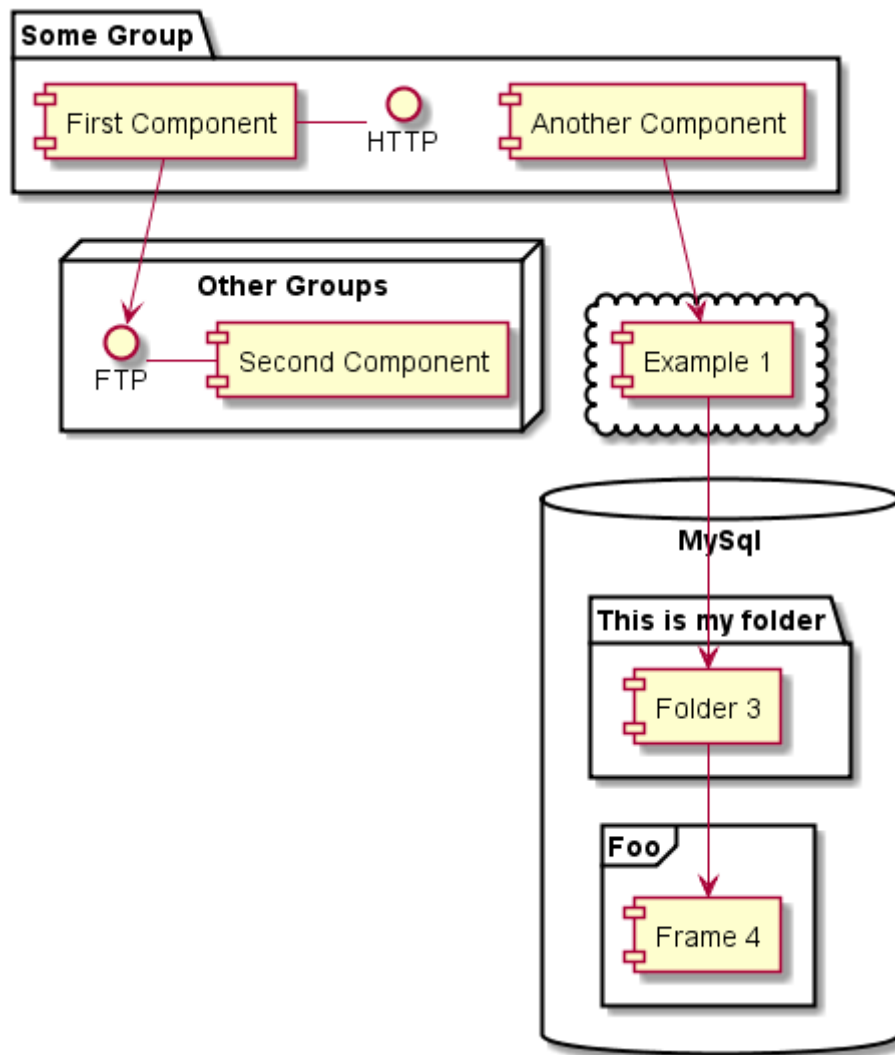 Some Group
First Component
HTTP
Another Component
Other Groups
FTP
Second Component
Example 1
MySql
This is my folder
Folder 3
Foo
Frame 4